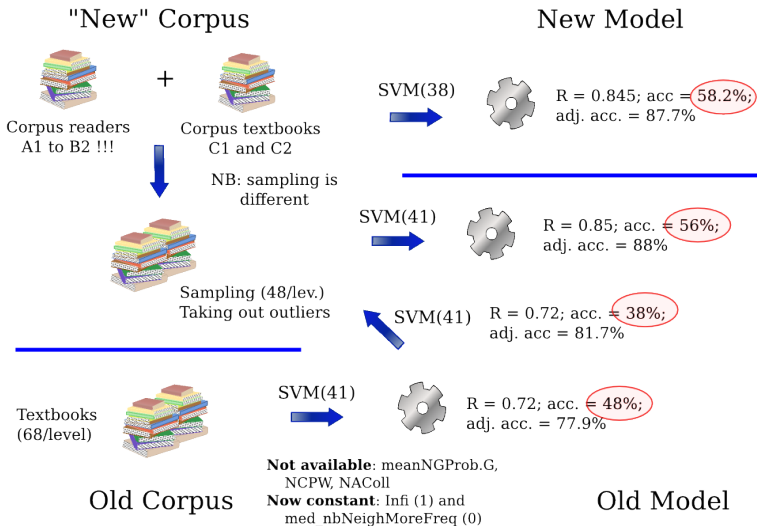 "New" Corpus
New Model
+
Corpus readers
A1 to B2 !!!
Corpus textbooks
C1 and C2
NB: sampling is
different
SVM(38)
R = 0.845; acc = 58.2%;
adj. acc. = 87.7%
SVM(41)
R = 0.85; acc. = 56%;
adj. acc. = 88%
Sampling (48/lev.)
Taking out outliers
SVM(41)
R = 0.72; acc. = 38%;
adj. acc = 81.7%
Textbooks
(68/level)
SVM(41)
R = 0.72; acc. = 48%;
adj. acc. = 77.9%
Not available: meanNGProb.G,
NCPW, NAColl
Now constant: Infi (1) and
med_nbNeighMoreFreq (0)
Old Corpus
Old Model